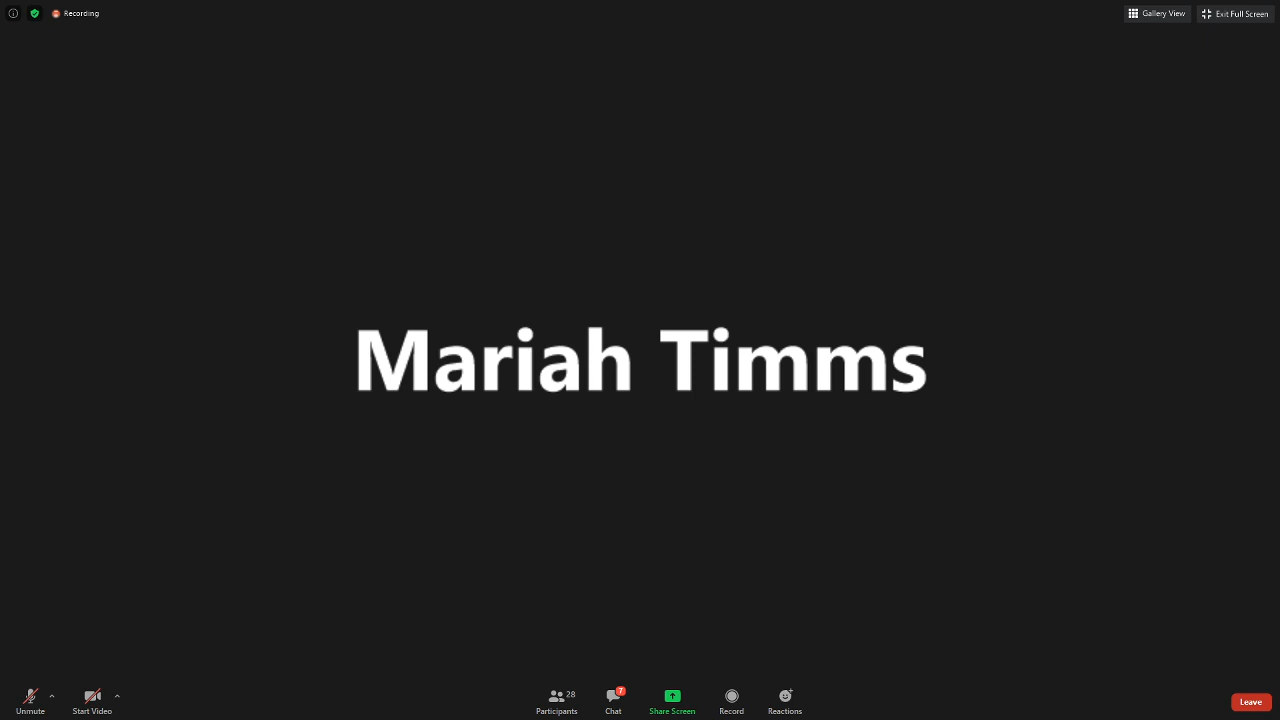 Recording
Gallery View
Exit Full Screen
Mariah Timms
28
7
Unmute
Start Video
Participants
Chat
Share Screen
Record
Reactions
Leave